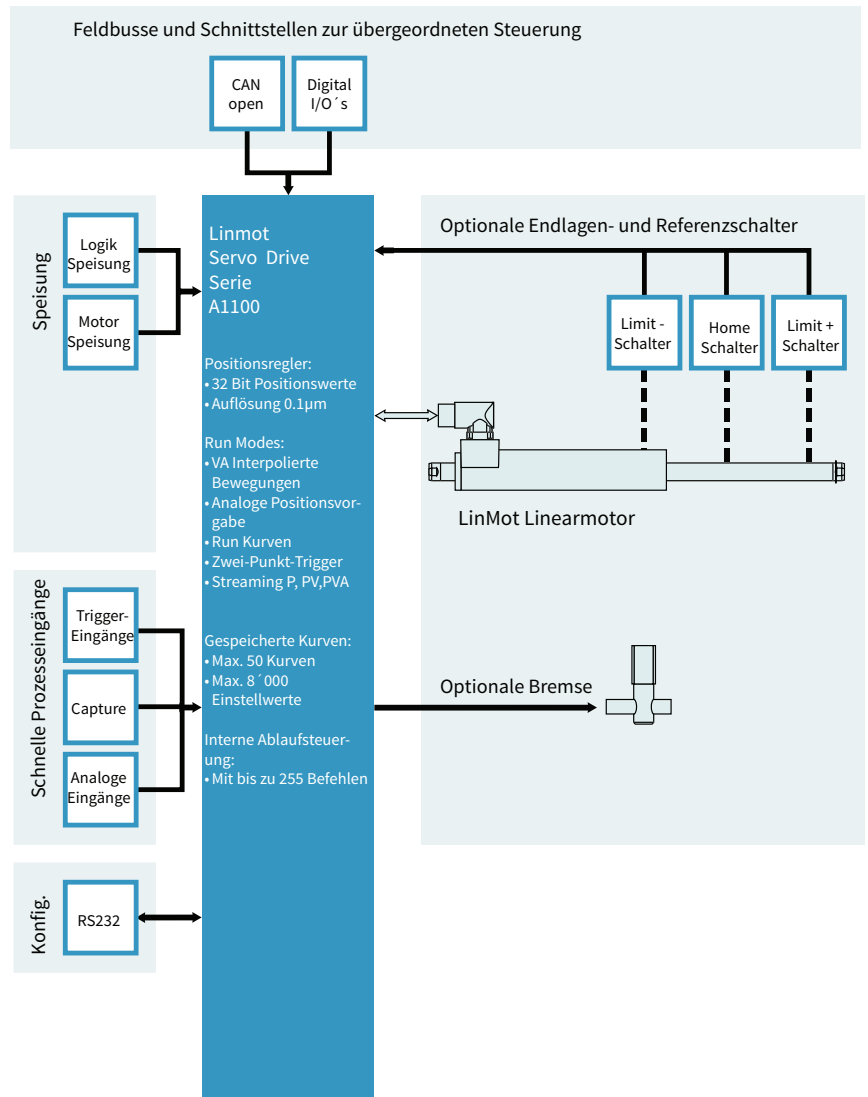 Feldbusse und Schnittstellen zur übergeordneten Steuerung
CAN
open
Digital
I/O´s
Speisung
Logik
Speisung
Motor
Speisung
Linmot
Servo Drive
Serie
A1100
Positionsregler:
• 32 Bit Positionswerte
• Auflösung 0.1µm
Run Modes:
• VA Interpolierte
Bewegungen
• Analoge Positionsvor-
gabe
• Run Kurven
• Zwei-Punkt-Trigger
• Streaming P, PV,PVA
Gespeicherte Kurven:
• Max. 50 Kurven
• Max. 8´000
Einstellwerte
Interne Ablaufsteuer-
ung:
• Mit bis zu 255 Befehlen
Optionale Endlagen- und Referenzschalter
Limit -
Schalter
Home
Schalter
Limit +
Schalter
LinMot Linearmotor
Optionale Bremse
Schnelle Prozesseingänge
Trigger-
Eingänge
Capture
Analoge
Eingänge
Konfig.
RS232